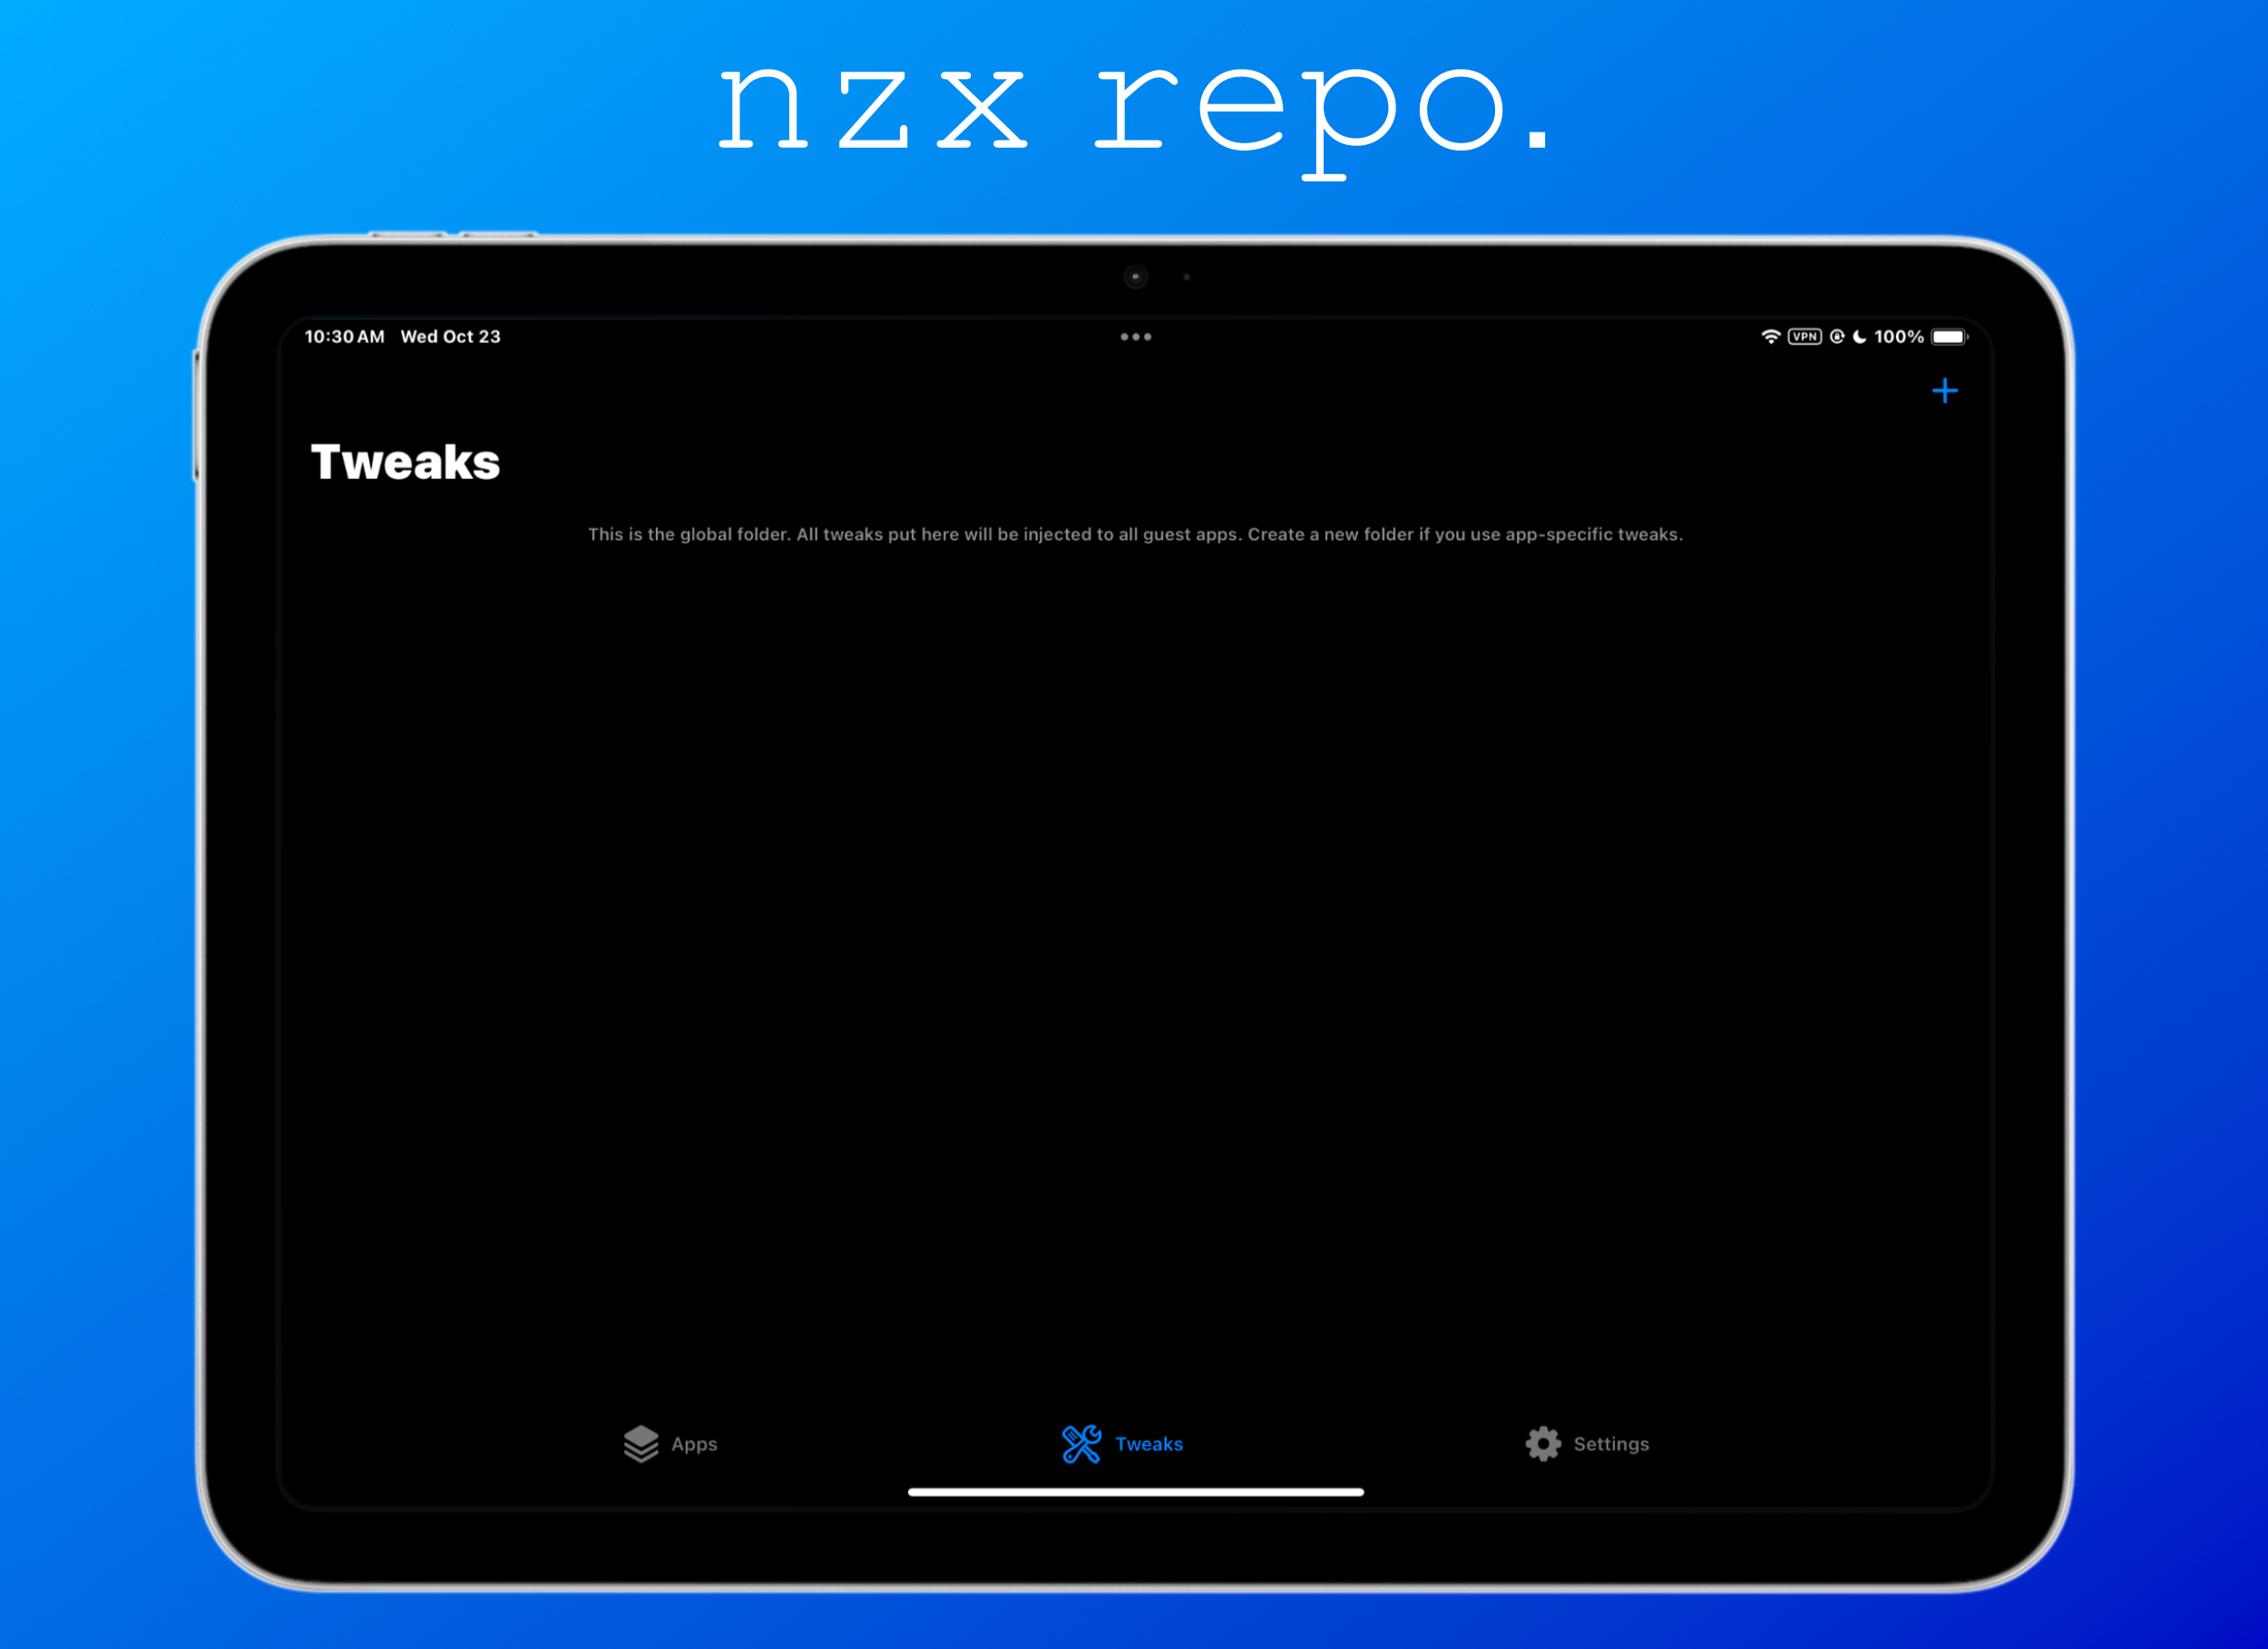 nzx repo.
10:30 AM Wed Oct 23
VPN 100%
Tweaks
This is the global folder. All tweaks put here will be injected to all guest apps. Create a new folder if you use app-specific tweaks.
Apps Tweaks Settings